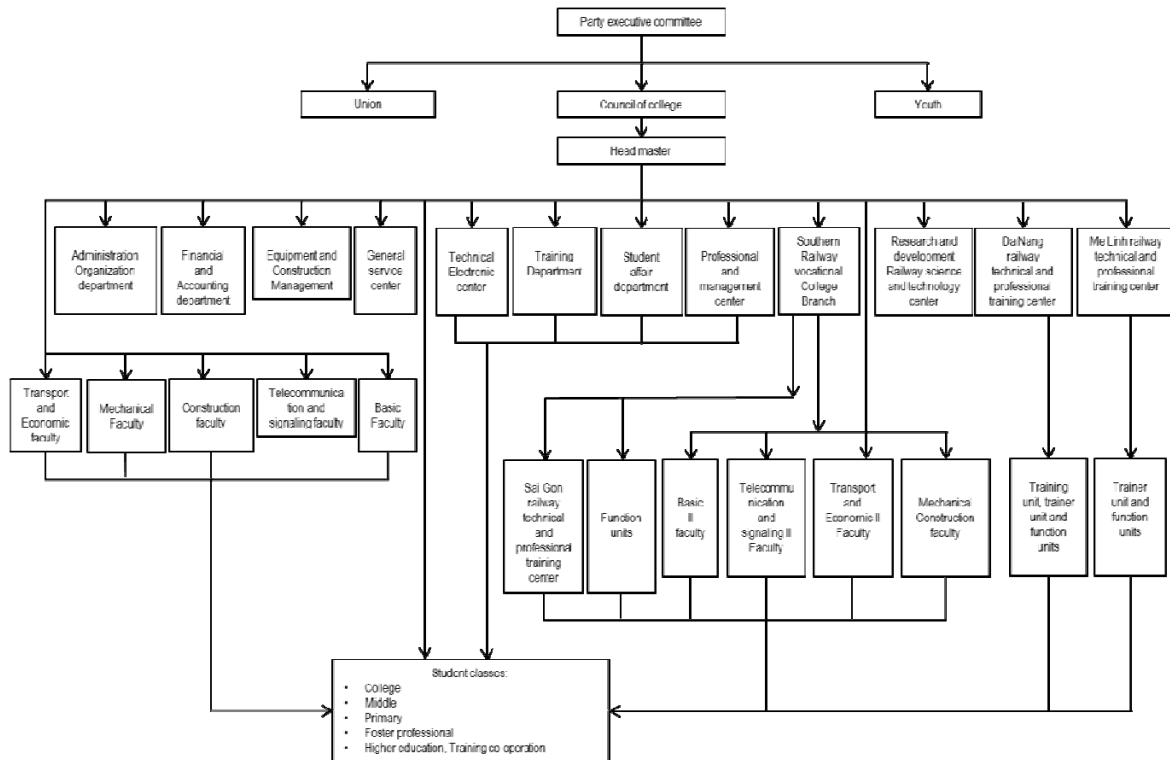 Party executive committee
Union
Council of college
Youth
Head master
Administration
Organization
department
Financial
and
Accounting
department
Equipment and
Construction
Management
General
service
center
Technical
Electronic
center
Training
Department
Student
affair
department
Professional
and
management
center
Southern
Railway
vocational
College
Branch
Research and
development
Railway science
and technology
center
Da Nang
railway
technical and
professional
training center
Me Linh railway
technical and
professional
training center
Transport
and
Economic
faculty
Mechanical
Faculty
Construction
faculty
Telecommunica
tion and
signaling faculty
Basic
Faculty
Sai Gon
railway
technical
and
professional
training
center
Function
units
Basic
II
faculty
Telecommu
nication
and
signaling II
Faculty
Transport
and
Economic II
Faculty
Mechanical
Construction
faculty
Training
unit, trainer
unit and
function
units
Trainer
unit and
function
units
Student classes:
• College
• Middle
• Primary
• Foster professional
• Higher education, Training co operation